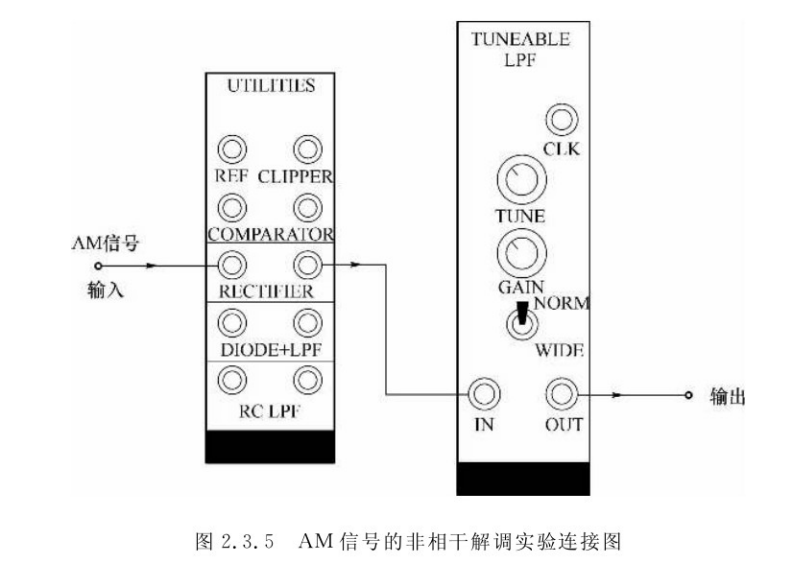 UTILITIES
REF CLIPPER
COMPARATOR
RECTIFIER
DIODE+LPF
RC LPF
AM信号
输入
TUNEABLE
LPF
CLK
TUNE
GAIN
NORM
WIDE
IN OUT
输出
图 2.3.5 AM信号的非相干解调实验连接图